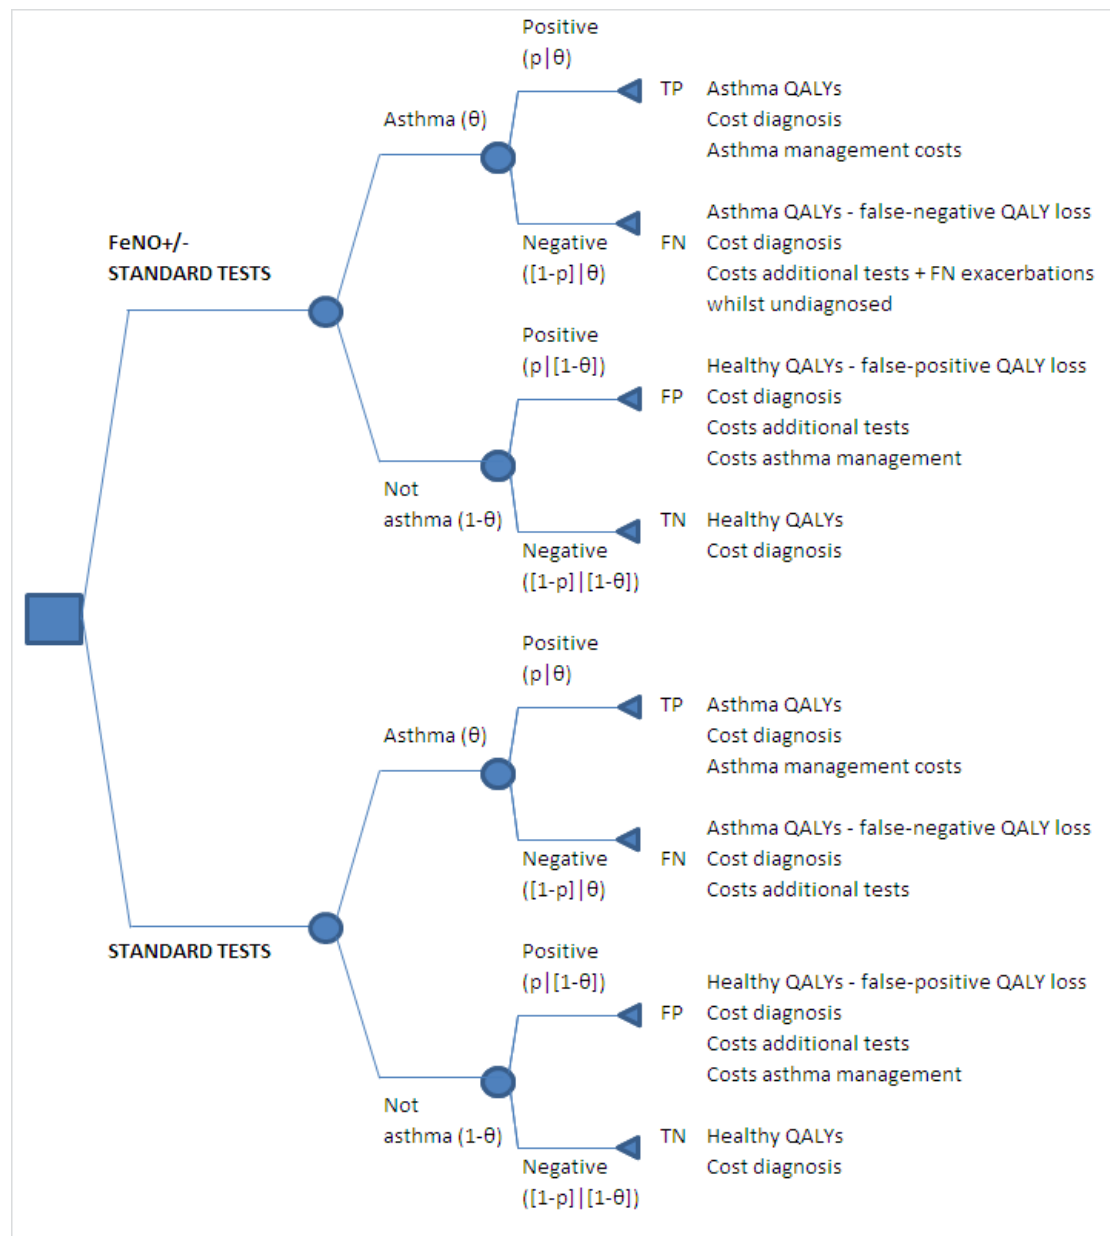 Positive
(p|θ)
TP Asthma QALYs
Asthma (θ)
Cost diagnosis
Asthma management costs
Asthma QALYs - false-negative QALY loss
FeNO+/-
Negative FN Cost diagnosis
STANDARD TESTS
([1-p]|θ) Costs additional tests + FN exacerbations
whilst undiagnosed
Positive
(p|[1-θ]) Healthy QALYs - false-positive QALY loss
FP Cost diagnosis
Costs additional tests
Costs asthma management
Not
asthma (1-θ)
TN Healthy QALYs
Negative Cost diagnosis
([1-p]|[1-θ])
Positive
(p|θ)
TP Asthma QALYs
Asthma (θ)
Cost diagnosis
Asthma management costs
Asthma QALYs - false-negative QALY loss
Negative FN Cost diagnosis
([1-p]|θ) Costs additional tests
STANDARD TESTS
Positive
(p|[1-θ]) Healthy QALYs - false-positive QALY loss
FP Cost diagnosis
Costs additional tests
Costs asthma management
Not
asthma (1-θ)
TN Healthy QALYs
Negative Cost diagnosis
([1-p]|[1-θ])